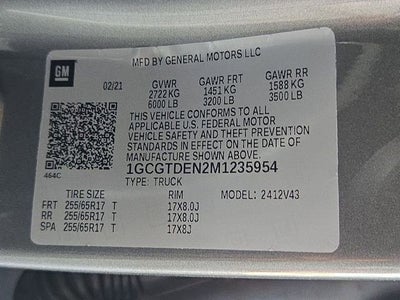 GM
MFD BY GENERAL MOTORS LLC
02/21 GVWR GAWR FRT GAWR RR
2722 KG 1451 KG 1588 KG
6000 LB 3200 LB 3500 LB
THIS VEHICLE CONFORMS TO ALL
APPLICABLE U.S. FEDERAL MOTOR
VEHICLE SAFETY AND THEFT PREVENTION
STANDARDS IN EFFECT ON THE DATE OF
MANUFACTURE SHOWN ABOVE.
464C 1GCGTDEN2M1235954
TYPE: TRUCK MODEL: 2412V43
TIRE SIZE RIM
FRT 255/65R17 T 17X8.0J
RR 255/65R17 T 17X8.0J
SPA 255/65R17 T 17X8J